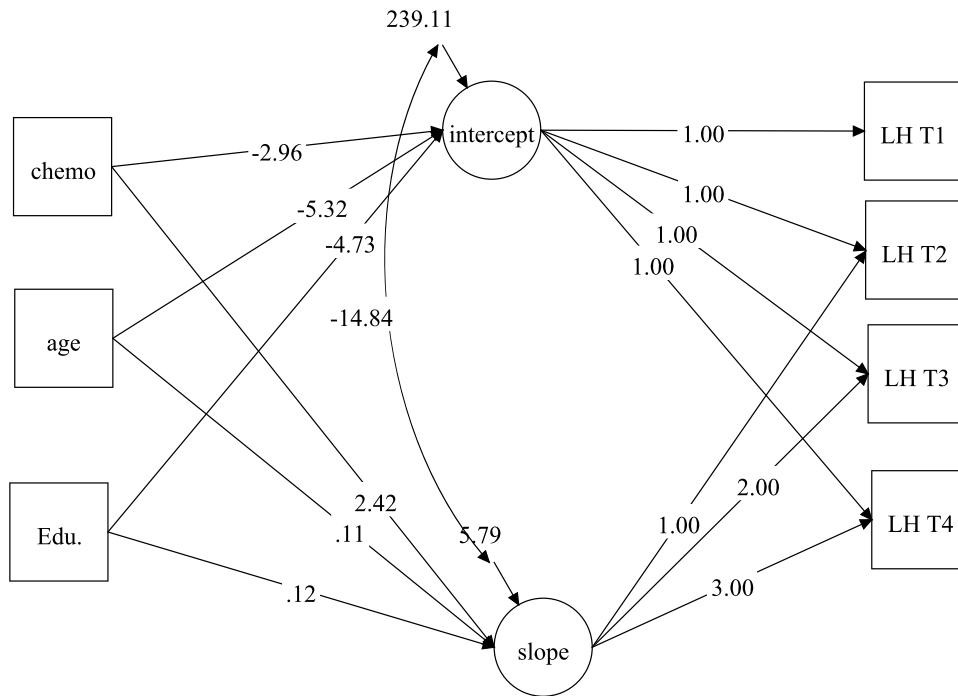 239.11
intercept
1.00
LH T1
chemo
-2.96
1.00
-5.32
1.00
-4.73
LH T2
1.00
-14.84
age
LH T3
2.00
2.42
1.00
LH T4
.11
5.79
Edu.
3.00
.12
slope